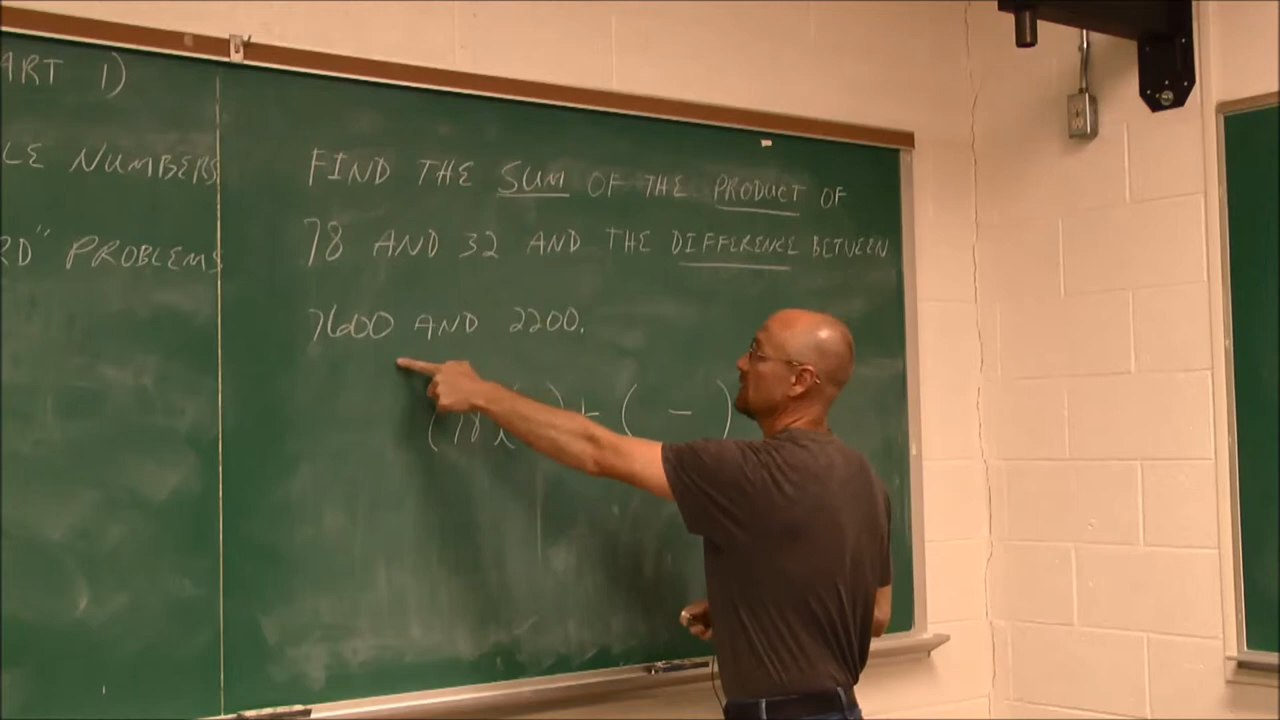 ART 1)
LE NUMBERS
RD" PROBLEMS
FIND THE SUM OF THE PRODUCT OF
78 AND 32 AND THE DIFFERENCE BETWEEN
7600 AND 2200.
(78 ( ) + ( - )